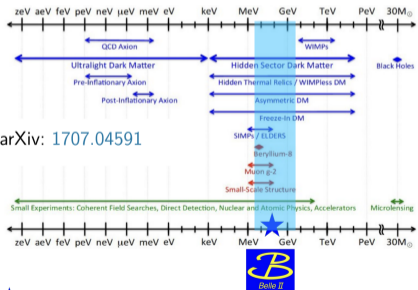 zeV aeV feV peV neV μeV meV eV keV MeV GeV TeV PeV 30M⊙
QCD Axion WIMPs
Ultralight Dark Matter Hidden Sector Dark Matter Black Holes
Pre-Inflationary Axion Hidden Thermal Relics / WIMPless DM
Post-Inflationary Axion Asymmetric DM
Freeze-In DM
arXiv: 1707.04591
SIMPs / ELDERS
Beryllium-8
Muon g-2
Small-Scale Structure
Small Experiments: Coherent Field Searches, Direct Detection, Nuclear and Atomic Physics, Accelerators Microlensing
zeV aeV feV peV neV μeV meV eV keV MeV GeV TeV PeV 30M⊙
Belle II